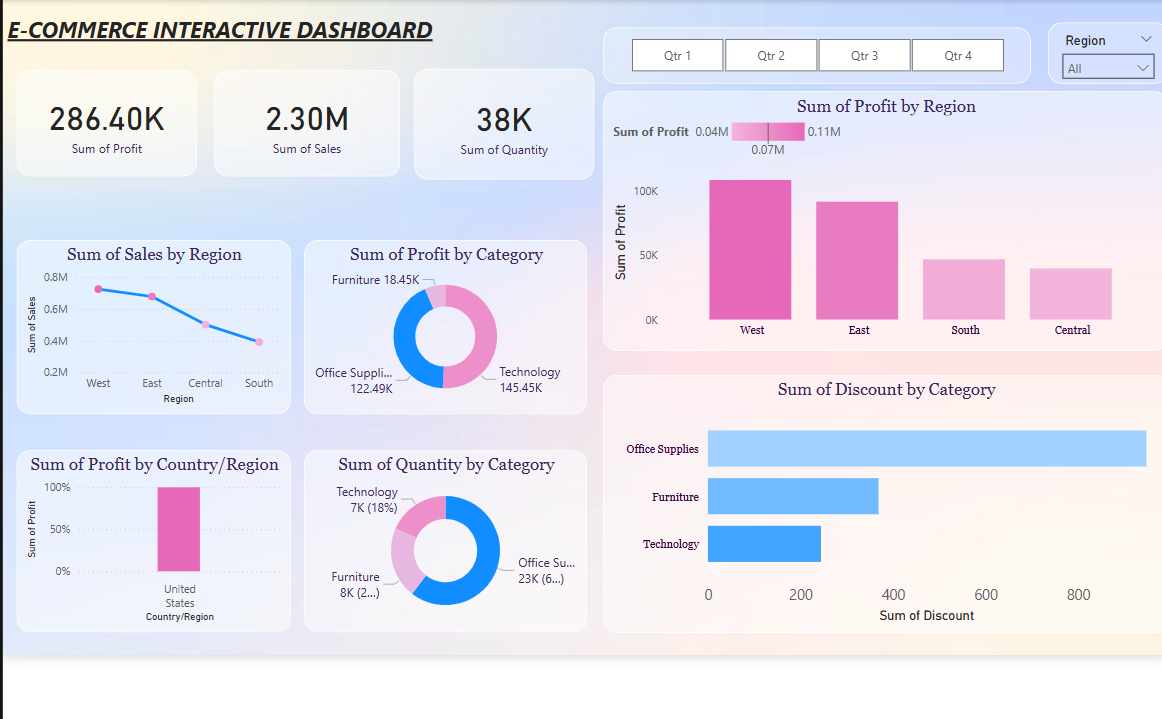 E-COMMERCE INTERACTIVE DASHBOARD
Qtr 1
Qtr 2
Qtr 3
Qtr 4
Region
All
286.40K
Sum of Profit
2.30M
Sum of Sales
38K
Sum of Quantity
Sum of Profit by Region
Sum of Profit 0.04M 0.11M
0.07M
Sum of Profit
100K
50K
0K
West East South Central
Sum of Sales by Region
Sum of Sales
0.8M
0.6M
0.4M
0.2M
West East Central South
Region
Sum of Profit by Category
Furniture 18.45K
Office Suppli...
122.49K
Technology
145.45K
Sum of Discount by Category
Office Supplies
Furniture
Technology
0 200 400 600 800
Sum of Discount
Sum of Profit by Country/Region
Sum of Profit
100%
50%
0%
United
States
Country/Region
Sum of Quantity by Category
Technology
7K (18%)
Furniture
8K (2...)
Office Su...
23K (6...)